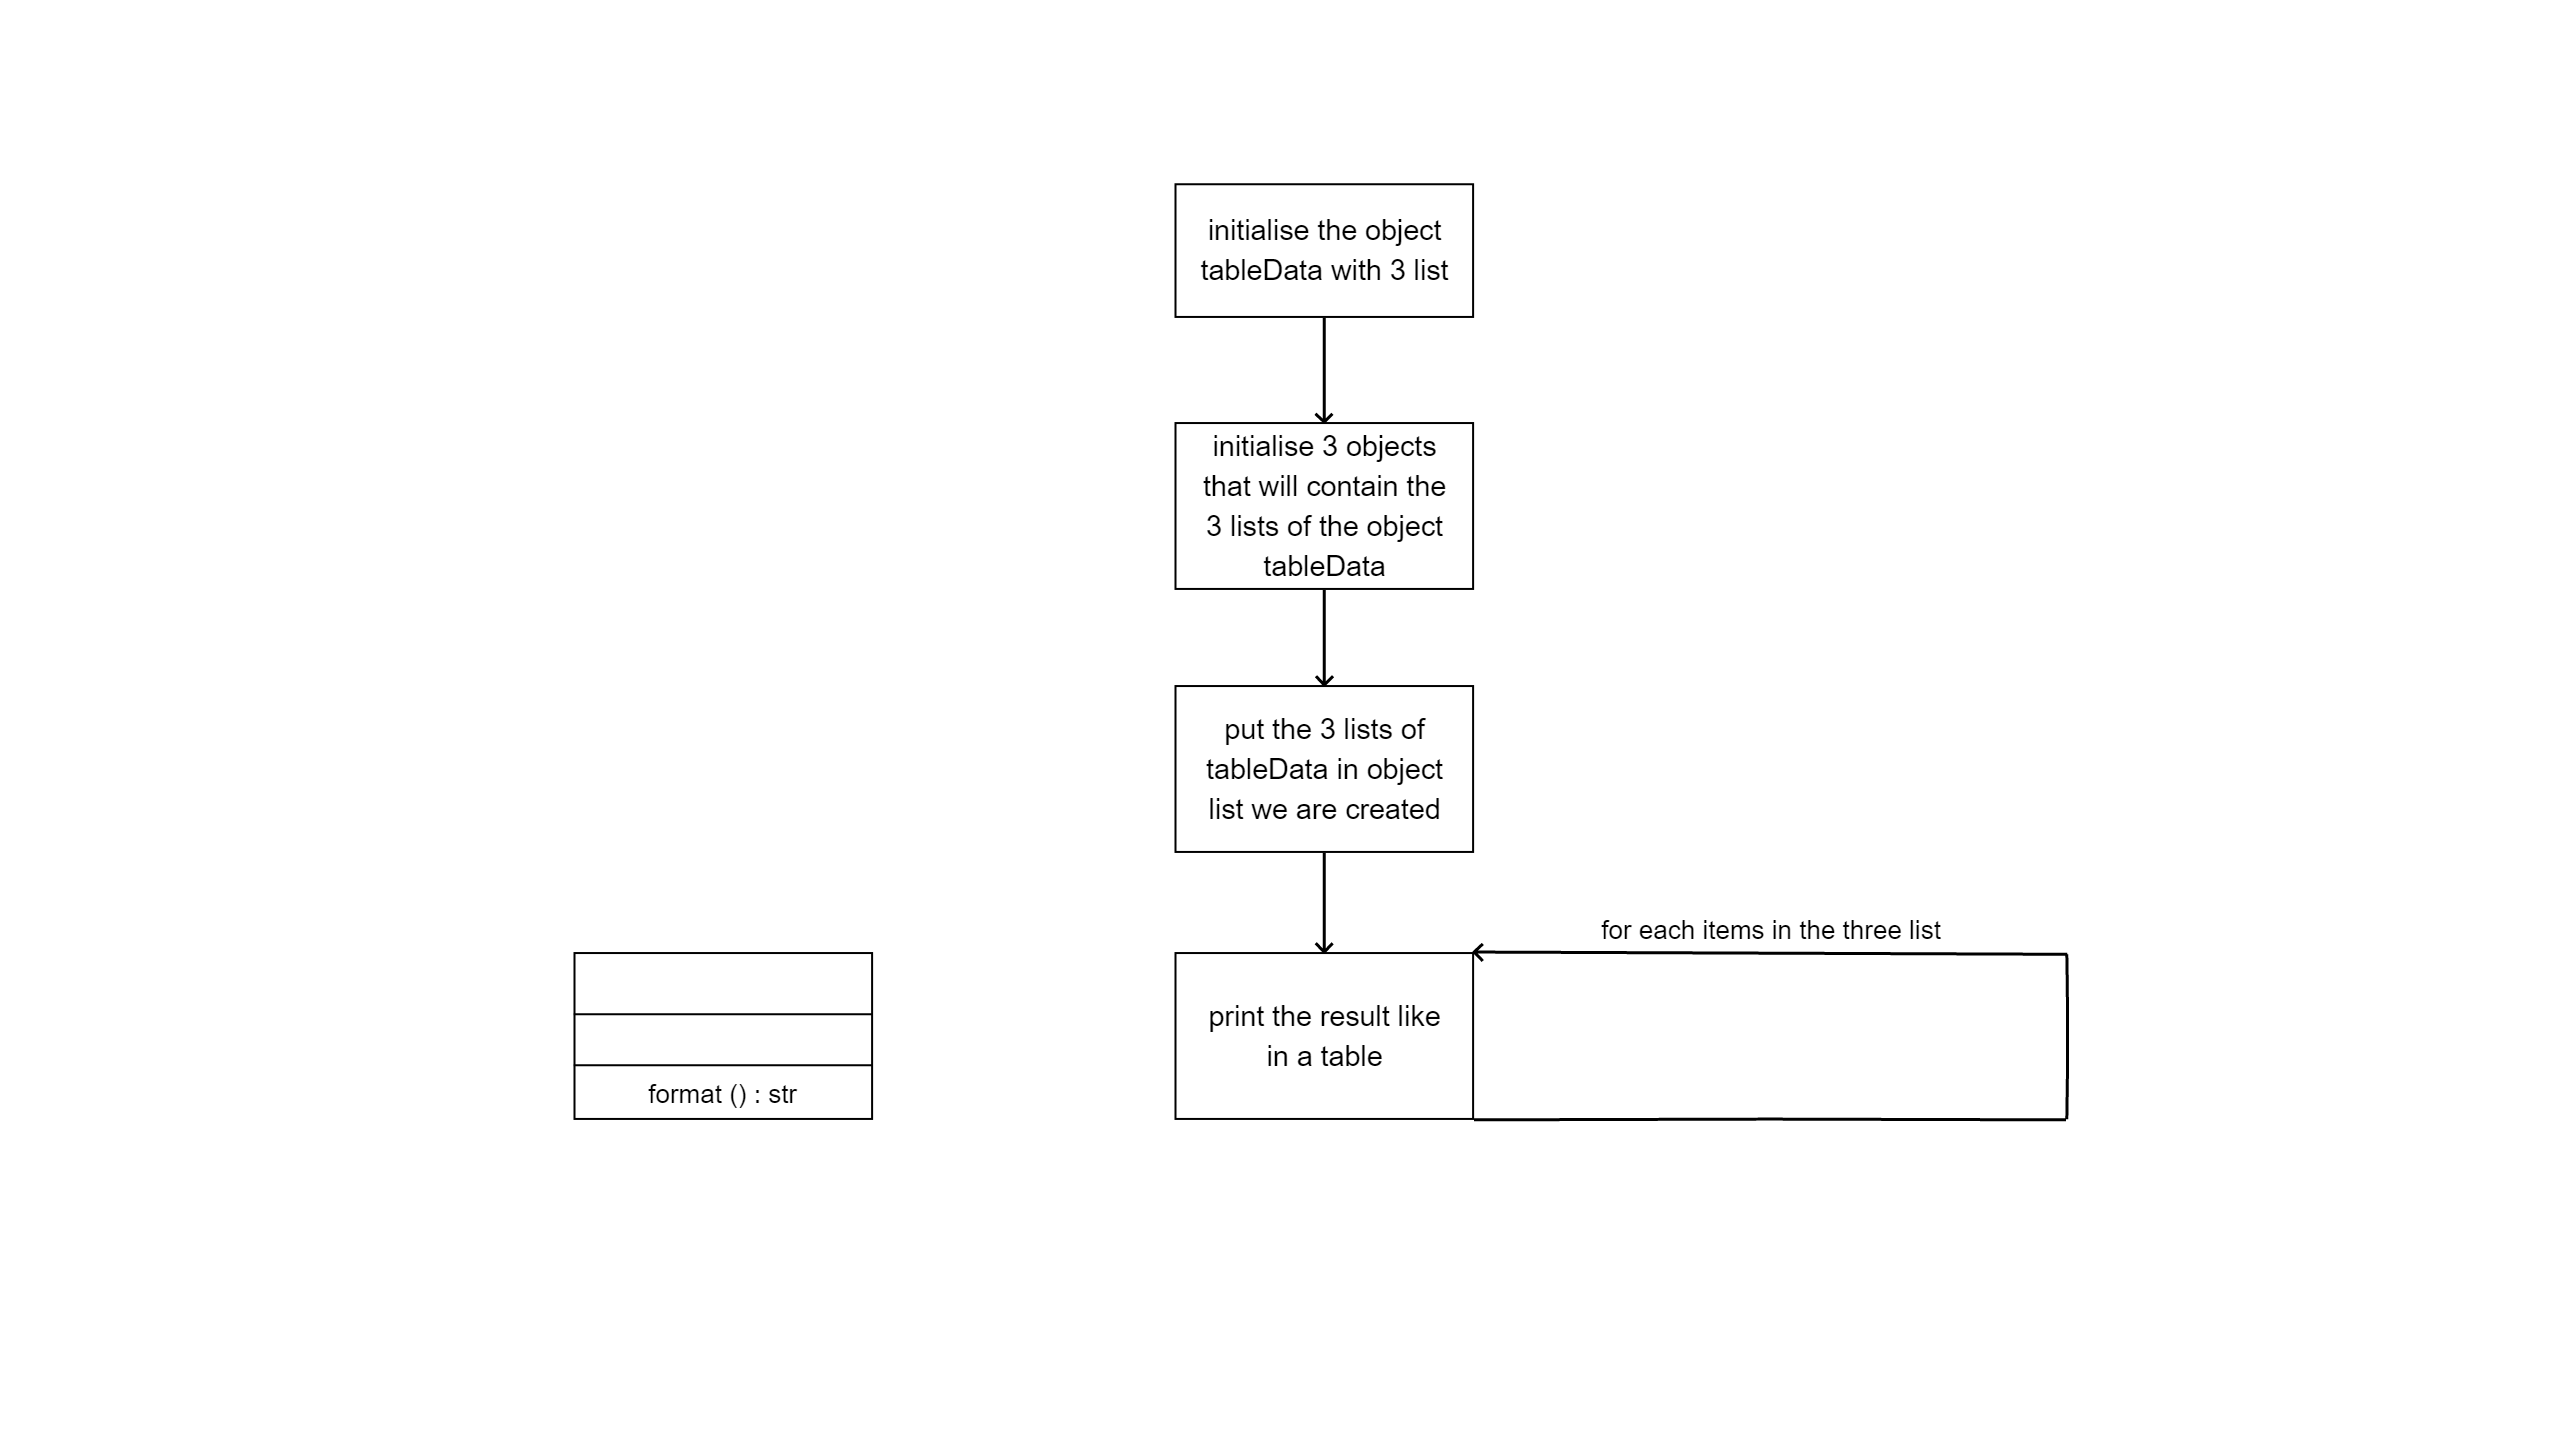 initialise the object
tableData with 3 list
initialise 3 objects
that will contain the
3 lists of the object
tableData
put the 3 lists of
tableData in object
list we are created
for each items in the three list
print the result like
in a table
format () : str